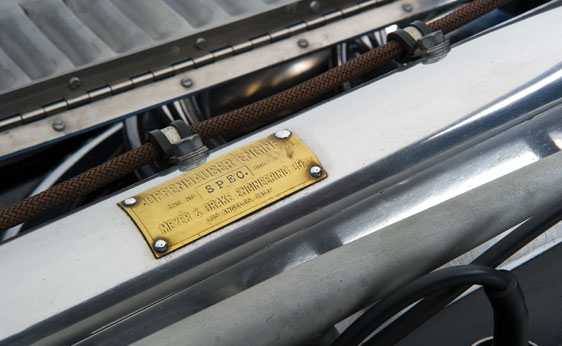 OFFENHAUSER ENGINE
SPEC.
MEYER & DRAKE ENGINEERING CO.
LOS ANGELES, CALIF.